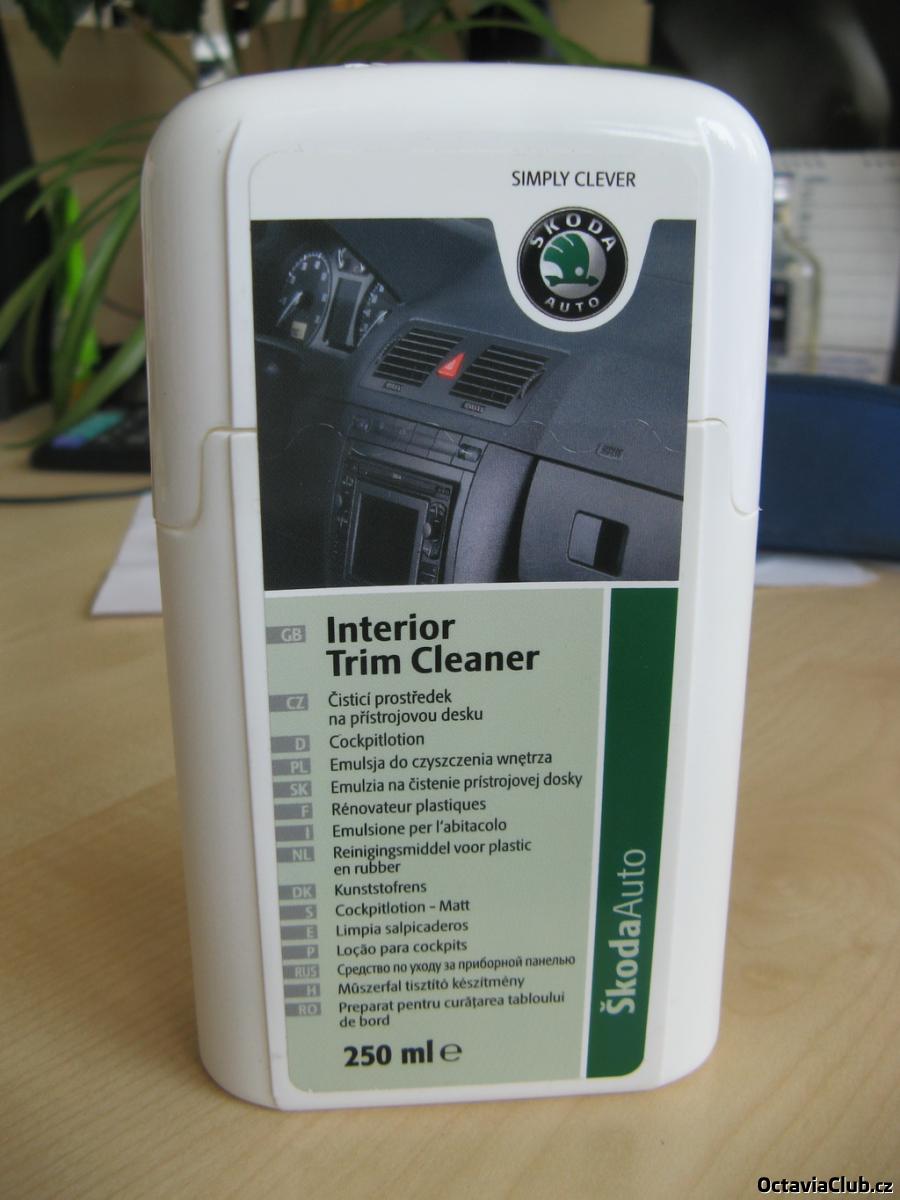 SIMPLY CLEVER
ŠKODA
AUTO
GB Interior
Trim Cleaner
CZ Čisticí prostředek
na přístrojovou desku
D Cockpitlotion
PL Emulsja do czyszczenia wnętrza
SK Emulzia na čistenie prístrojovej dosky
F Rénovateur plastiques
I Emulsione per l'abitacolo
NL Reinigingsmiddel voor plastic
en rubber
DK Kunststofrens
S Cockpitlotion – Matt
E Limpia salpicaderos
P Loção para cockpits
RUS Средство по уходу за приборной панелью
H Műszerfal tisztító készítmény
RO Preparat pentru curățarea tabloului
de bord
250 ml ℮
ŠkodaAuto
OctaviaClub.cz